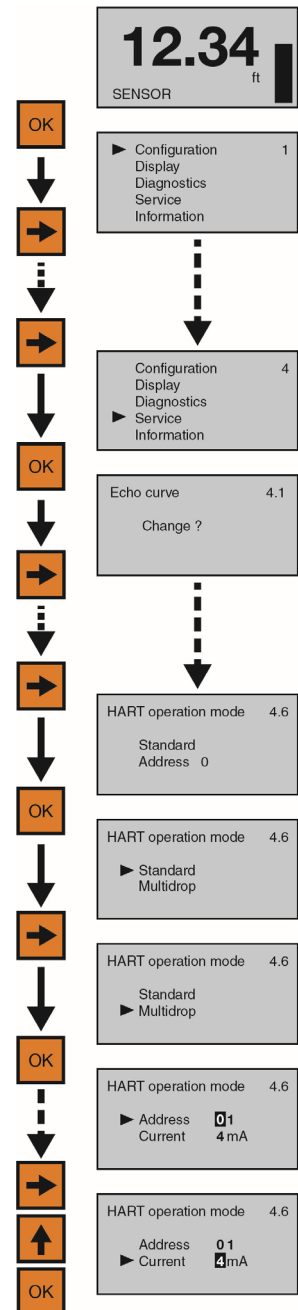 12.34
ft
SENSOR
OK
Configuration 1
Display
Diagnostics
Service
Information
Configuration 4
Display
Diagnostics
Service
Information
OK
Echo curve 4.1
Change ?
HART operation mode 4.6
Standard
Address 0
OK
HART operation mode 4.6
Standard
Multidrop
HART operation mode 4.6
Standard
Multidrop
OK
HART operation mode 4.6
Address 01
Current 4 mA
HART operation mode 4.6
Address 01
Current 4 mA
OK